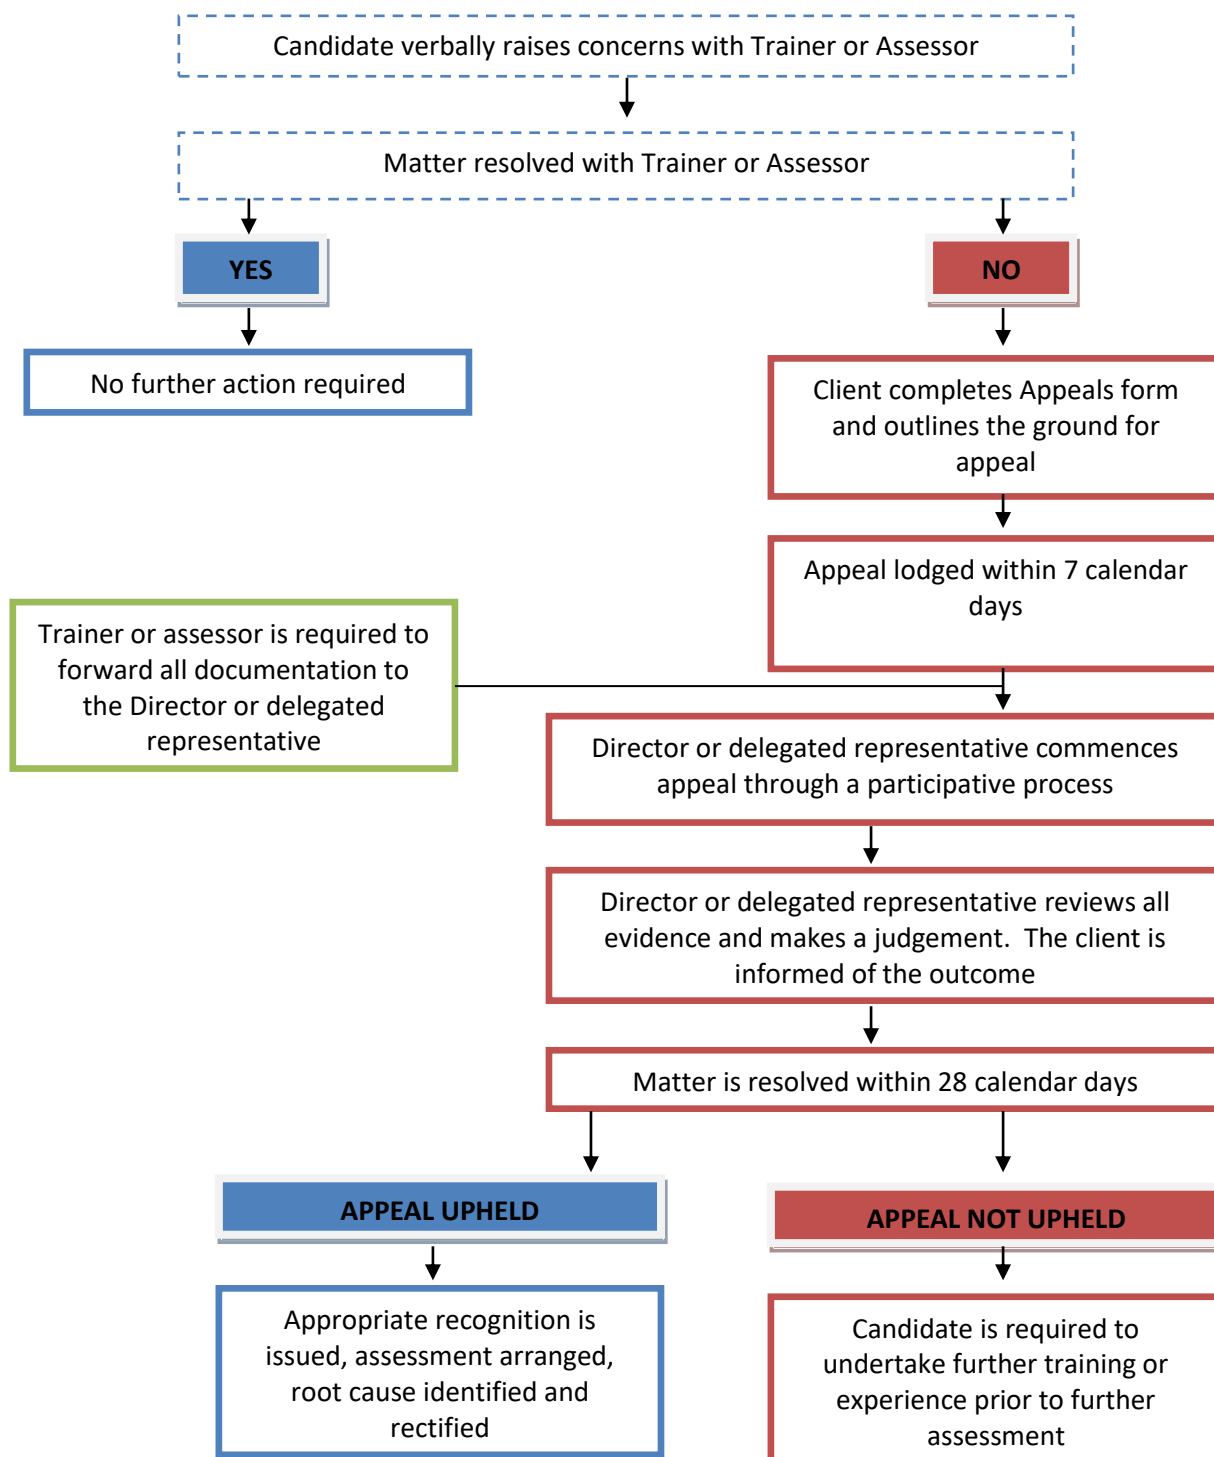 Candidate verbally raises concerns with Trainer or Assessor
Matter resolved with Trainer or Assessor
YES
NO
No further action required
Client completes Appeals form
and outlines the ground for
appeal
Appeal lodged within 7 calendar
days
Trainer or assessor is required to
forward all documentation to
the Director or delegated
representative
Director or delegated representative commences
appeal through a participative process
Director or delegated representative reviews all
evidence and makes a judgement.  The client is
informed of the outcome
Matter is resolved within 28 calendar days
APPEAL UPHELD
APPEAL NOT UPHELD
Appropriate recognition is
issued, assessment arranged,
root cause identified and
rectified
Candidate is required to
undertake further training or
experience prior to further
assessment